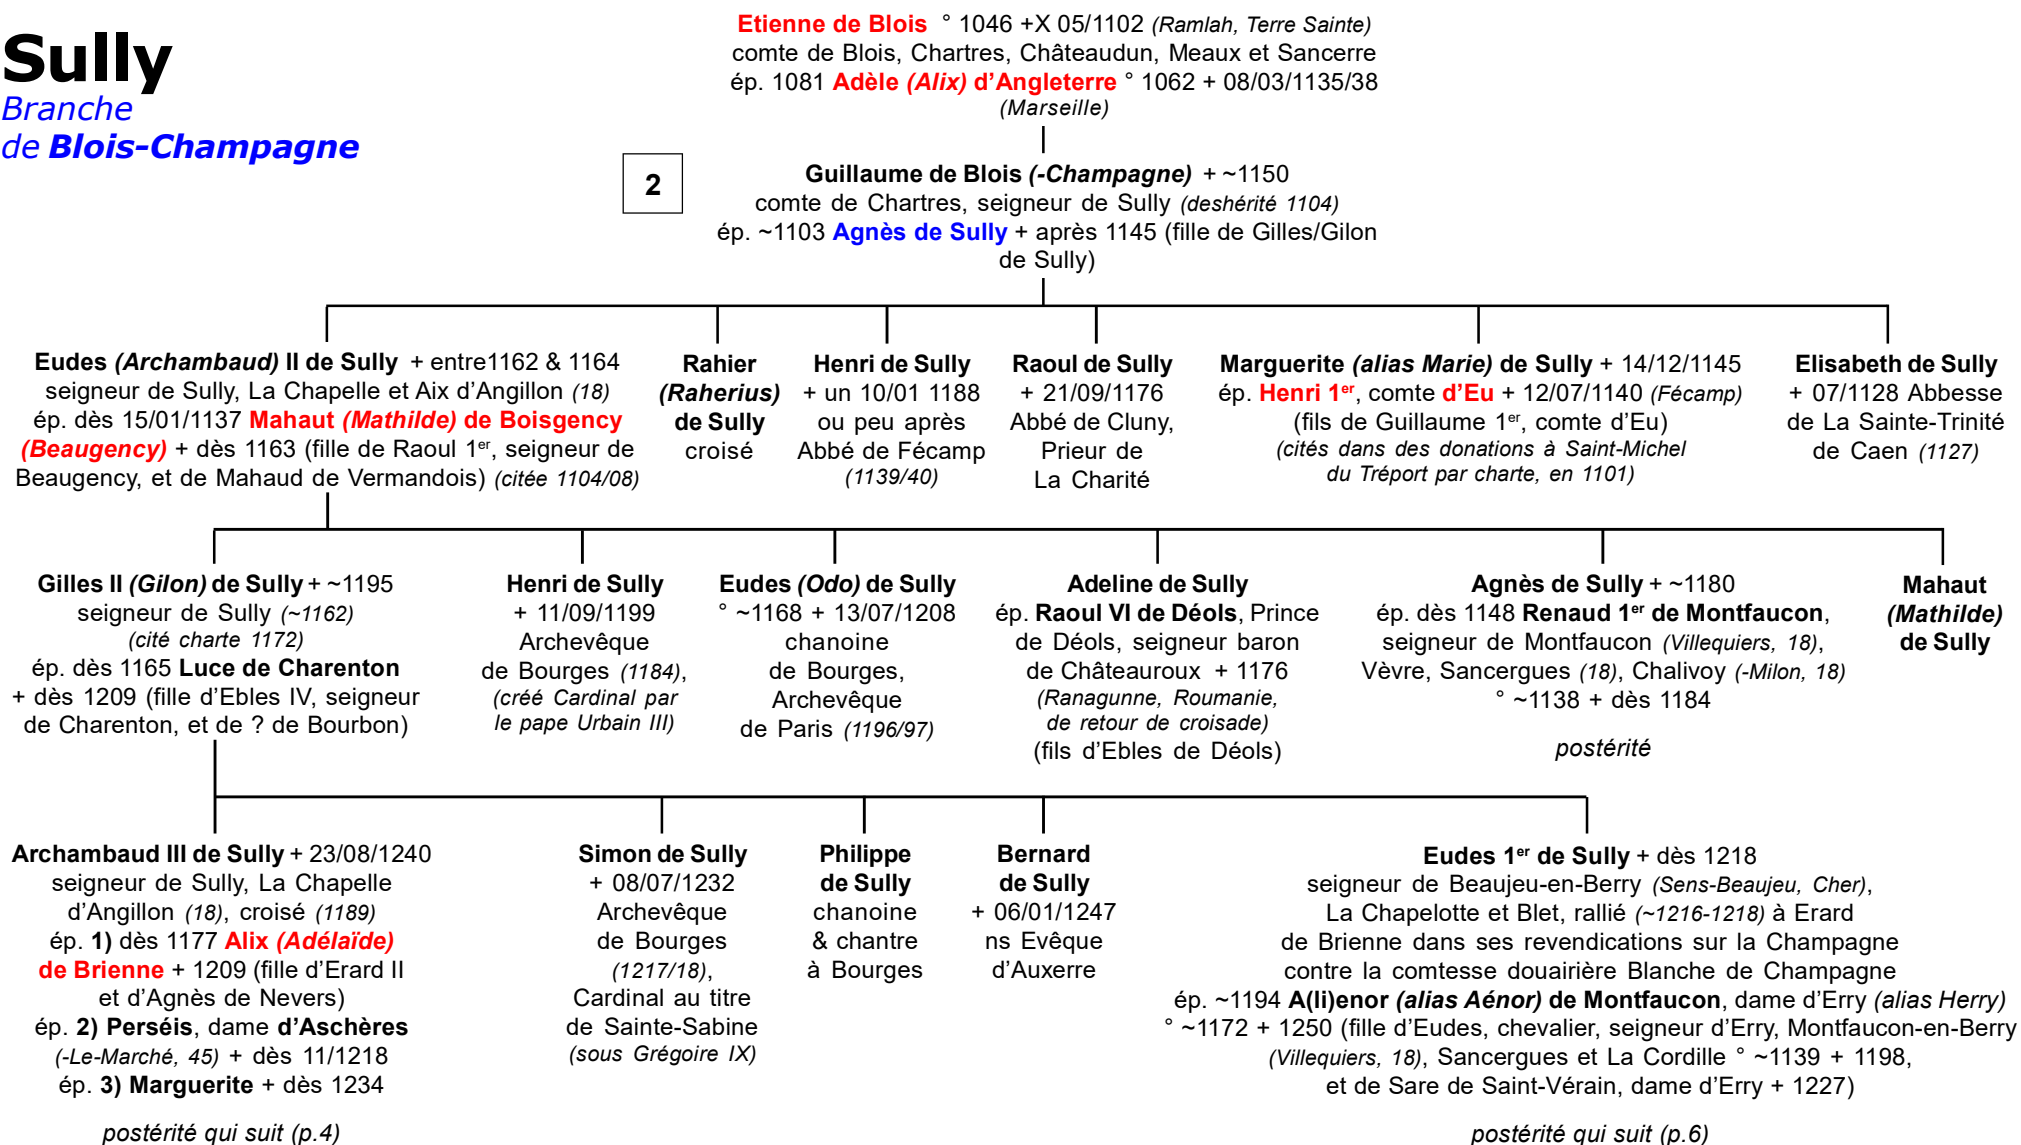 Sully
Branche
de Blois-Champagne
Etienne de Blois ° 1046 +X 05/1102 (Ramlah, Terre Sainte)
comte de Blois, Chartres, Châteaudun, Meaux et Sancerre
ép. 1081 Adèle (Alix) d'Angleterre ° 1062 + 08/03/1135/38
(Marseille)
2
Guillaume de Blois (-Champagne) + ~1150
comte de Chartres, seigneur de Sully (deshérité 1104)
ép. ~1103 Agnès de Sully + après 1145 (fille de Gilles/Gilon
de Sully)
Eudes (Archambaud) II de Sully + entre1162 & 1164
seigneur de Sully, La Chapelle et Aix d'Angillon (18)
ép. dès 15/01/1137 Mahaut (Mathilde) de Boisgency
(Beaugency) + dès 1163 (fille de Raoul 1er, seigneur de
Beaugency, et de Mahaud de Vermandois) (citée 1104/08)
Rahier
(Raherius)
de Sully
croisé
Henri de Sully
+ un 10/01 1188
ou peu après
Abbé de Fécamp
(1139/40)
Raoul de Sully
+ 21/09/1176
Abbé de Cluny,
Prieur de
La Charité
Marguerite (alias Marie) de Sully + 14/12/1145
ép. Henri 1er, comte d'Eu + 12/07/1140 (Fécamp)
(fils de Guillaume 1er, comte d'Eu)
(cités dans des donations à Saint-Michel
du Tréport par charte, en 1101)
Elisabeth de Sully
+ 07/1128 Abbesse
de La Sainte-Trinité
de Caen (1127)
Gilles II (Gilon) de Sully + ~1195
seigneur de Sully (~1162)
(cité charte 1172)
ép. dès 1165 Luce de Charenton
+ dès 1209 (fille d'Ebles IV, seigneur
de Charenton, et de ? de Bourbon)
Henri de Sully
+ 11/09/1199
Archevêque
de Bourges (1184),
(créé Cardinal par
le pape Urbain III)
Eudes (Odo) de Sully
° ~1168 + 13/07/1208
chanoine
de Bourges,
Archevêque
de Paris (1196/97)
Adeline de Sully
ép. Raoul VI de Déols, Prince
de Déols, seigneur baron
de Châteauroux + 1176
(Ranagunne, Roumanie,
de retour de croisade)
(fils d'Ebles de Déols)
Agnès de Sully + ~1180
ép. dès 1148 Renaud 1er de Montfaucon,
seigneur de Montfaucon (Villequiers, 18),
Vèvre, Sancergues (18), Chalivoy (-Milon, 18)
° ~1138 + dès 1184
postérité
Mahaut
(Mathilde)
de Sully
Archambaud III de Sully + 23/08/1240
seigneur de Sully, La Chapelle
d'Angillon (18), croisé (1189)
ép. 1) dès 1177 Alix (Adélaïde)
de Brienne + 1209 (fille d'Erard II
et d'Agnès de Nevers)
ép. 2) Perséis, dame d'Aschères
(-Le-Marché, 45) + dès 11/1218
ép. 3) Marguerite + dès 1234
postérité qui suit (p.4)
Simon de Sully
+ 08/07/1232
Archevêque
de Bourges
(1217/18),
Cardinal au titre
de Sainte-Sabine
(sous Grégoire IX)
Philippe
de Sully
chanoine
& chantre
à Bourges
Bernard
de Sully
+ 06/01/1247
ns Evêque
d'Auxerre
Eudes 1er de Sully + dès 1218
seigneur de Beaujeu-en-Berry (Sens-Beaujeu, Cher),
La Chapelotte et Blet, rallié (~1216-1218) à Erard
de Brienne dans ses revendications sur la Champagne
contre la comtesse douairière Blanche de Champagne
ép. ~1194 A(li)enor (alias Aénor) de Montfaucon, dame d'Erry (alias Herry)
° ~1172 + 1250 (fille d'Eudes, chevalier, seigneur d'Erry, Montfaucon-en-Berry
(Villequiers, 18), Sancergues et La Cordille ° ~1139 + 1198,
et de Sare de Saint-Vérain, dame d'Erry + 1227)
postérité qui suit (p.6)